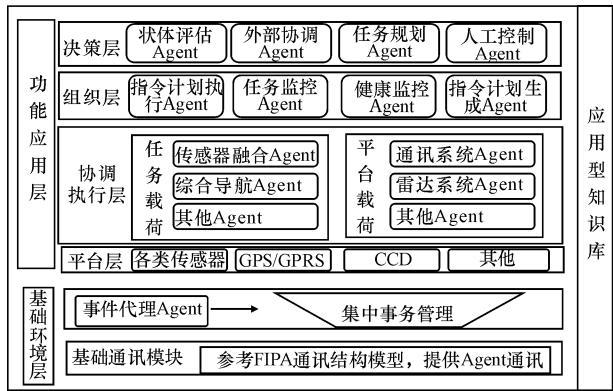 功能应用层
决策层
状体评估Agent
外部协调Agent
任务规划Agent
人工控制Agent
组织层
指令计划执行Agent
任务监控Agent
健康监控Agent
指令计划生成Agent
协调执行层
任务载荷
传感器融合Agent
综合导航Agent
其他Agent
平台载荷
通讯系统Agent
雷达系统Agent
其他Agent
平台层
各类传感器
GPS/GPRS
CCD
其他
基础环境层
事件代理Agent
集中事务管理
基础通讯模块
参考FIPA通讯结构模型，提供Agent通讯
应用型知识库